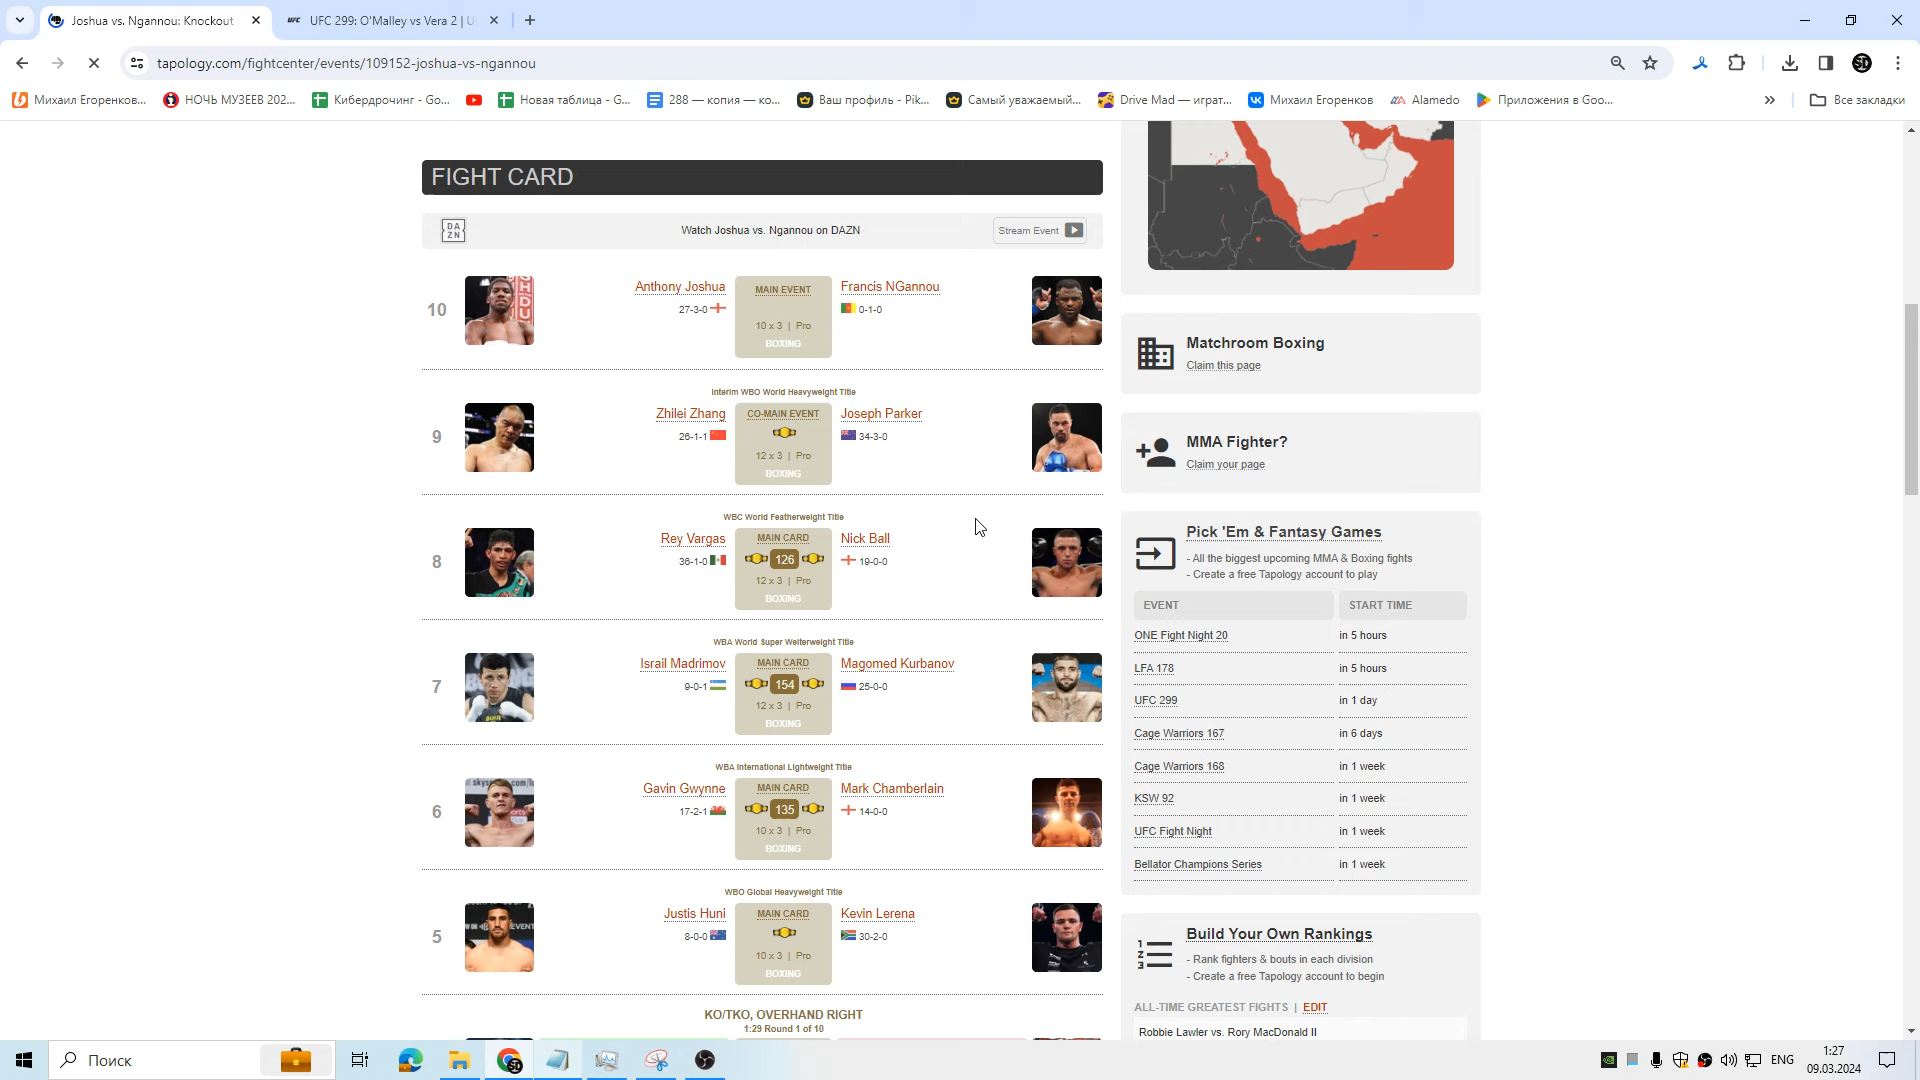 Joshua vs. Ngannou: Knockout
UFC 299: O'Malley vs Vera 2 | U
tapology.com/fightcenter/events/109152-joshua-vs-ngannou
Михаил Егоренков...
НОЧЬ МУЗЕЕВ 202...
Кибердрочинг - Go...
Новая таблица - G...
288 — копия — ко...
Ваш профиль - Pik...
Самый уважаемый...
Drive Mad — играт...
Михаил Егоренков
Alamedo
Приложения в Goo...
Все закладки
FIGHT CARD
DAZN
Watch Joshua vs. Ngannou on DAZN
Stream Event
10
Anthony Joshua
27-3-0
MAIN EVENT
10 x 3 | Pro
BOXING
Francis NGannou
0-1-0
Interim WBO World Heavyweight Title
9
Zhilei Zhang
26-1-1
CO-MAIN EVENT
12 x 3 | Pro
BOXING
Joseph Parker
34-3-0
WBC World Featherweight Title
8
Rey Vargas
36-1-0
MAIN CARD
126
12 x 3 | Pro
BOXING
Nick Ball
19-0-0
WBA World Super Welterweight Title
7
Israil Madrimov
9-0-1
MAIN CARD
154
12 x 3 | Pro
BOXING
Magomed Kurbanov
25-0-0
WBA International Lightweight Title
6
Gavin Gwynne
17-2-1
MAIN CARD
135
10 x 3 | Pro
BOXING
Mark Chamberlain
14-0-0
WBO Global Heavyweight Title
5
Justis Huni
8-0-0
MAIN CARD
10 x 3 | Pro
BOXING
Kevin Lerena
30-2-0
KO/TKO, OVERHAND RIGHT
1:29 Round 1 of 10
Matchroom Boxing
Claim this page
MMA Fighter?
Claim your page
Pick 'Em & Fantasy Games
- All the biggest upcoming MMA & Boxing fights
- Create a free Tapology account to play
EVENT START TIME
ONE Fight Night 20 in 5 hours
LFA 178 in 5 hours
UFC 299 in 1 day
Cage Warriors 167 in 6 days
Cage Warriors 168 in 1 week
KSW 92 in 1 week
UFC Fight Night in 1 week
Bellator Champions Series in 1 week
Build Your Own Rankings
- Rank fighters & bouts in each division
- Create a free Tapology account to begin
ALL-TIME GREATEST FIGHTS | EDIT
Robbie Lawler vs. Rory MacDonald II
Поиск
ENG
1:27
09.03.2024